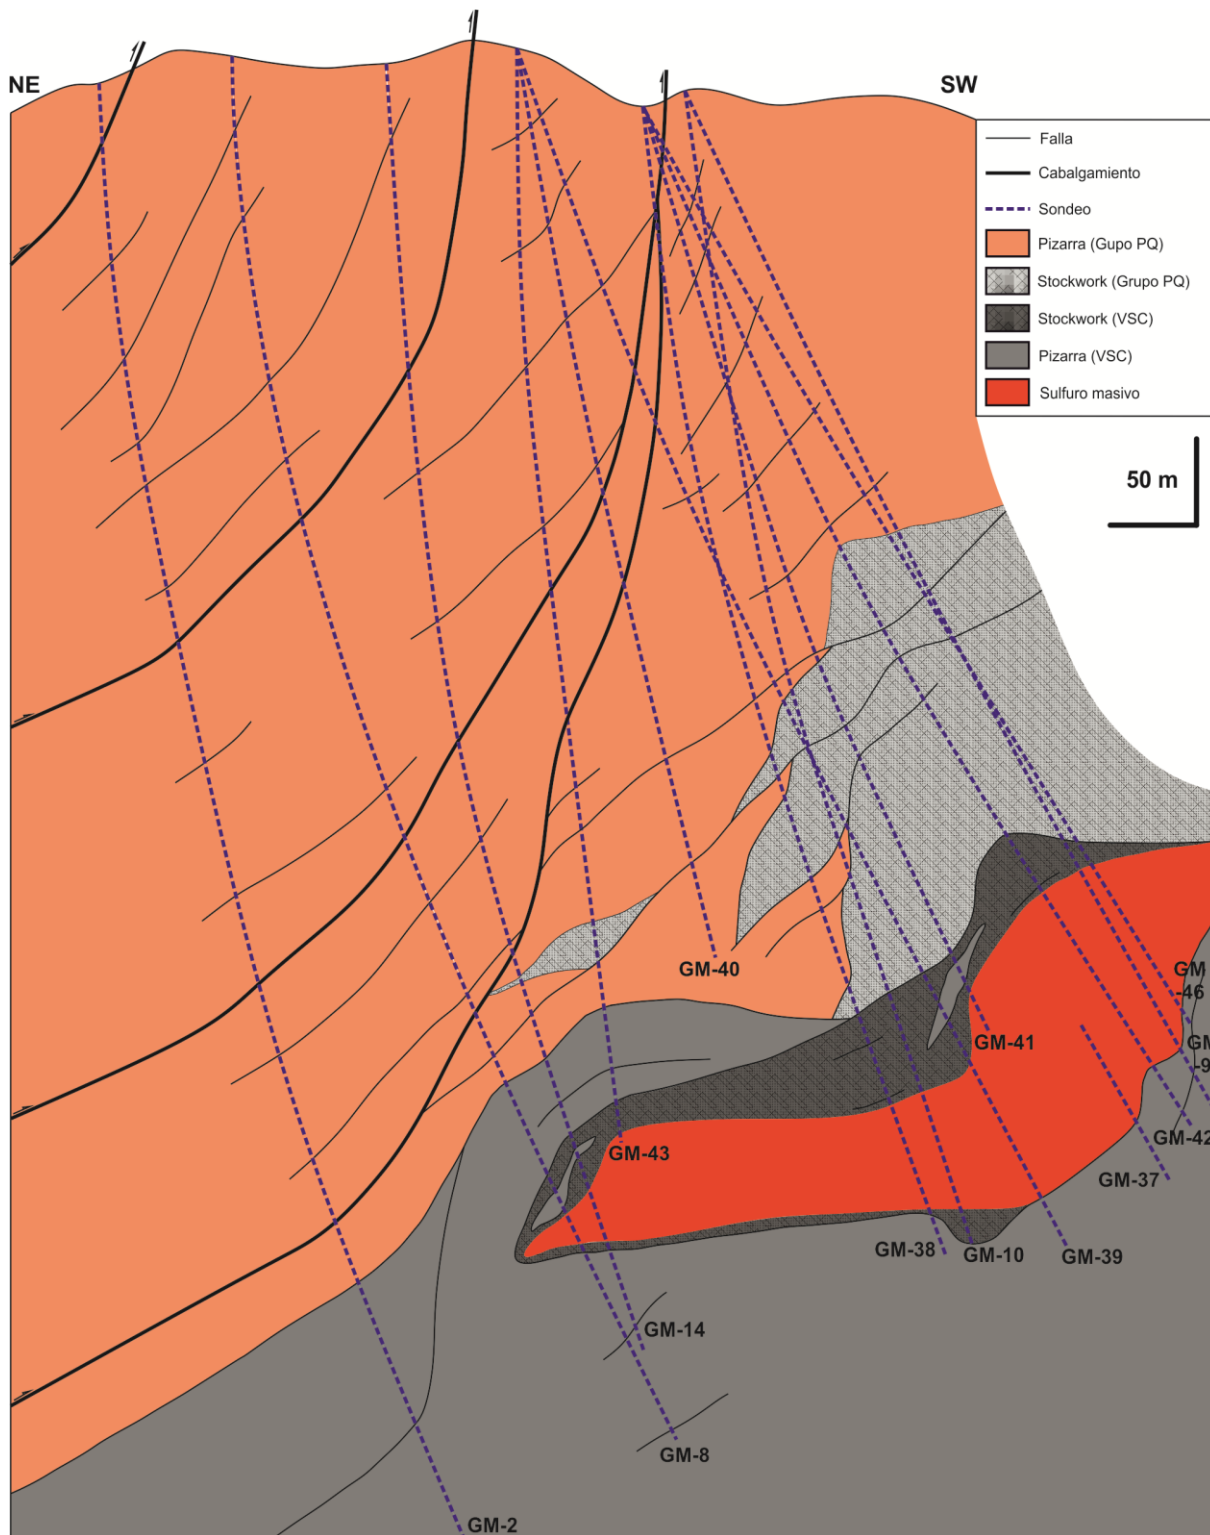 NE
SW
Falla
Cabalgamiento
Sondeo
Pizarra (Gupo PQ)
Stockwork (Grupo PQ)
Stockwork (VSC)
Pizarra (VSC)
Sulfuro masivo
50 m
GM-40
GM
-46
GM-41
GM
-9
GM-42
GM-43
GM-37
GM-38
GM-10
GM-39
GM-14
GM-8
GM-2